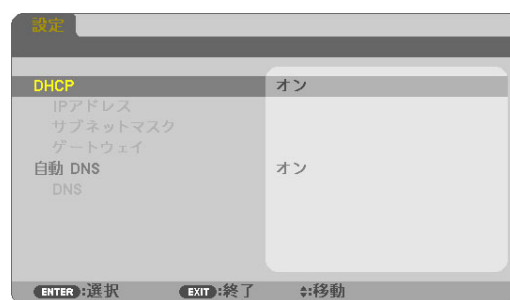 設定
DHCP オン
IPアドレス
サブネットマスク
ゲートウェイ
自動 DNS オン
DNS
ENTER :選択 EXIT :終了 :移動